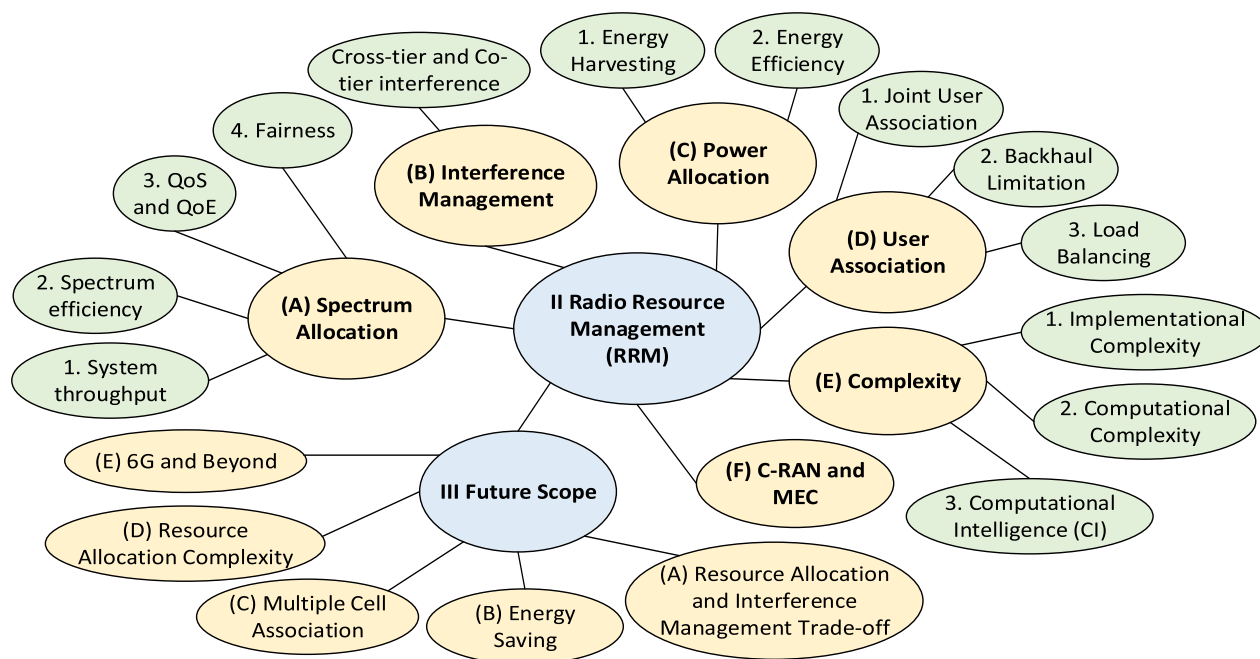 1. Energy
Harvesting
2. Energy
Efficiency
Cross-tier and Co-
tier interference
1. Joint User
Association
4. Fairness
(C) Power
Allocation
2. Backhaul
Limitation
(B) Interference
Management
3. QoS
and QoE
3. Load
Balancing
(D) User
Association
2. Spectrum
efficiency
(A) Spectrum
Allocation
II Radio Resource
Management
(RRM)
1. Implementational
Complexity
1. System
throughput
(E) Complexity
2. Computational
Complexity
(E) 6G and Beyond
III Future Scope
(F) C-RAN and
MEC
3. Computational
Intelligence (CI)
(D) Resource
Allocation Complexity
(C) Multiple Cell
Association
(B) Energy
Saving
(A) Resource Allocation
and Interference
Management Trade-off